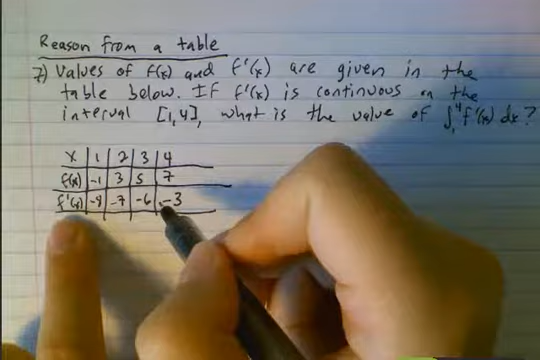 Reason from a table
7) Values of f(x) and f'(x) are given in the
table below. If f'(x) is continuous on the
interval [1,4], what is the value of ∫₁⁴ f'(x) dx?
x | 1 | 2 | 3 | 4
f(x) | -1 | 3 | 5 | 7
f'(x) | -8 | -7 | -6 | -3